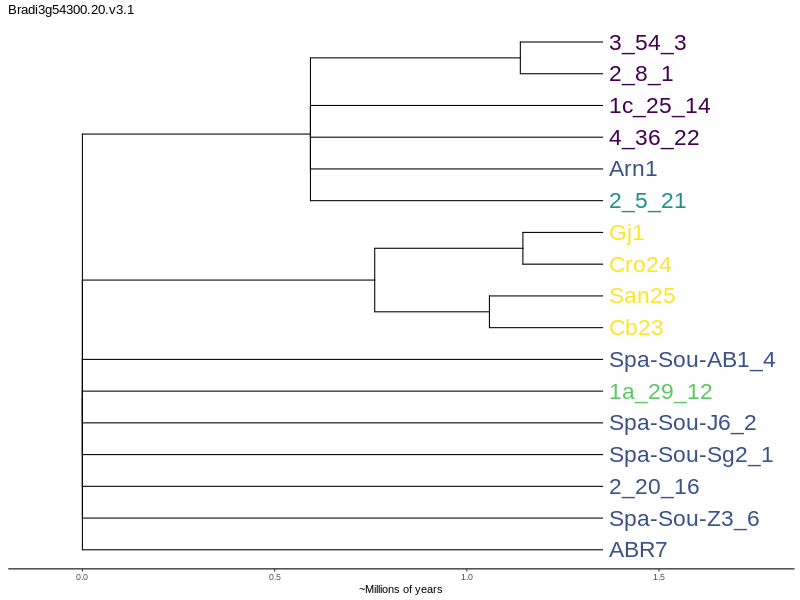 Bradi3g54300.20.v3.1
3_54_3
2_8_1
1c_25_14
4_36_22
Arn1
2_5_21
Gj1
Cro24
San25
Cb23
Spa-Sou-AB1_4
1a_29_12
Spa-Sou-J6_2
Spa-Sou-Sg2_1
2_20_16
Spa-Sou-Z3_6
ABR7
0.0 0.5 1.0 1.5
~Millions of years